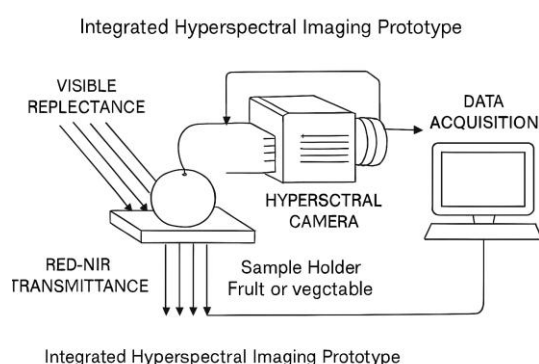 Integrated Hyperspectral Imaging Prototype
VISIBLE
REPLECTANCE
DATA
ACQUISITION
HYPERSCTRAL
CAMERA
RED-NIR
TRANSMITTANCE
Sample Holder
Fruit or vegctable
Integrated Hyperspectral Imaging Prototype